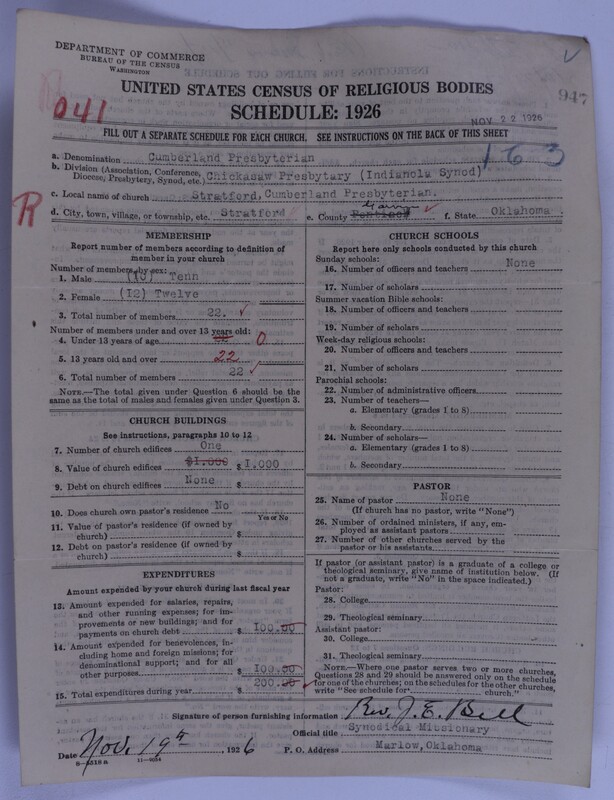 DEPARTMENT OF COMMERCE
BUREAU OF THE CENSUS
WASHINGTON
UNITED STATES CENSUS OF RELIGIOUS BODIES
SCHEDULE: 1926
NOV 22 1926
947
041
163
R
FILL OUT A SEPARATE SCHEDULE FOR EACH CHURCH. SEE INSTRUCTIONS ON THE BACK OF THIS SHEET
a. Denomination Cumberland Presbyterian
b. Division (Association, Conference, Diocese, Presbytery, Synod, etc.) Chickasaw Presbytary (Indianola Synod)
c. Local name of church Stratford, Cumberland Presbyterian.
d. City, town, village, or township, etc. Stratford e. County Pontiac Garvin f. State Oklahoma
MEMBERSHIP
Report number of members according to definition of
member in your church
Number of members by sex:
1. Male (10) Tenn
2. Female (12) Twelve
3. Total number of members 22.
Number of members under and over 13 years old:
4. Under 13 years of age 0
5. 13 years old and over 22
6. Total number of members 22
NOTE.—The total given under Question 6 should be
same as the total of males and females given under Question 3.
CHURCH BUILDINGS
See instructions, paragraphs 10 to 12
7. Number of church edifices One
8. Value of church edifices $1.000 $ 1.000
9. Debt on church edifices None $
10. Does church own pastor's residence No
Yes or No
11. Value of pastor's residence (if owned by
church) $
12. Debt on pastor's residence (if owned by
church) $
EXPENDITURES
Amount expended by your church during last fiscal year
13. Amount expended for salaries, repairs,
and other running expenses; for im-
provements or new buildings; and for
payments on church debt $ 100.00
14. Amount expended for benevolences, in-
cluding home and foreign missions; for
denominational support; and for all
other purposes $ 100.00
15. Total expenditures during year $ 200.00
CHURCH SCHOOLS
Report here only schools conducted by this church
Sunday schools:
16. Number of officers and teachers None
17. Number of scholars
Summer vacation Bible schools:
18. Number of officers and teachers
19. Number of scholars
Week-day religious schools:
20. Number of officers and teachers
21. Number of scholars
Parochial schools:
22. Number of administrative officers
23. Number of teachers—
a. Elementary (grades 1 to 8)
b. Secondary
24. Number of scholars—
a. Elementary (grades 1 to 8)
b. Secondary
PASTOR
25. Name of pastor None
(If church has no pastor, write "None")
26. Number of ordained ministers, if any, em-
ployed as assistant pastors
27. Number of other churches served by the
pastor or his assistants
If pastor (or assistant pastor) is a graduate of a college or
theological seminary, give name of institution below. (If
not a graduate, write "No" in the space indicated.)
Pastor:
28. College
29. Theological seminary
Assistant pastor:
30. College
31. Theological seminary
NOTE.—Where one pastor serves two or more churches,
Questions 28 and 29 should be answered only on the schedule
for one of the churches; on the schedules for the other churches,
write "See schedule for church."
Signature of person furnishing information Rev. J. E. Bell
Official title Synodical Missionary
Date Nov. 19th, 1926 P. O. Address Marlow, Oklahoma
8-5519 a 11-9034